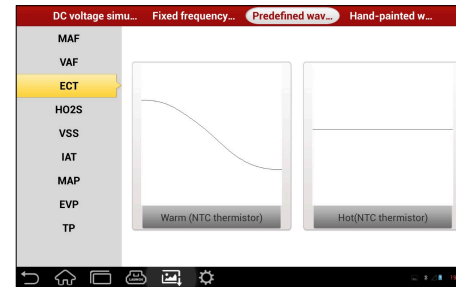 DC voltage simu... Fixed frequency... Predefined wav... Hand-painted w...
MAF
VAF
ECT
HO2S
VSS
IAT
MAP
EVP
TP
Warm (NTC thermistor) Hot(NTC thermistor)
LAUNCH